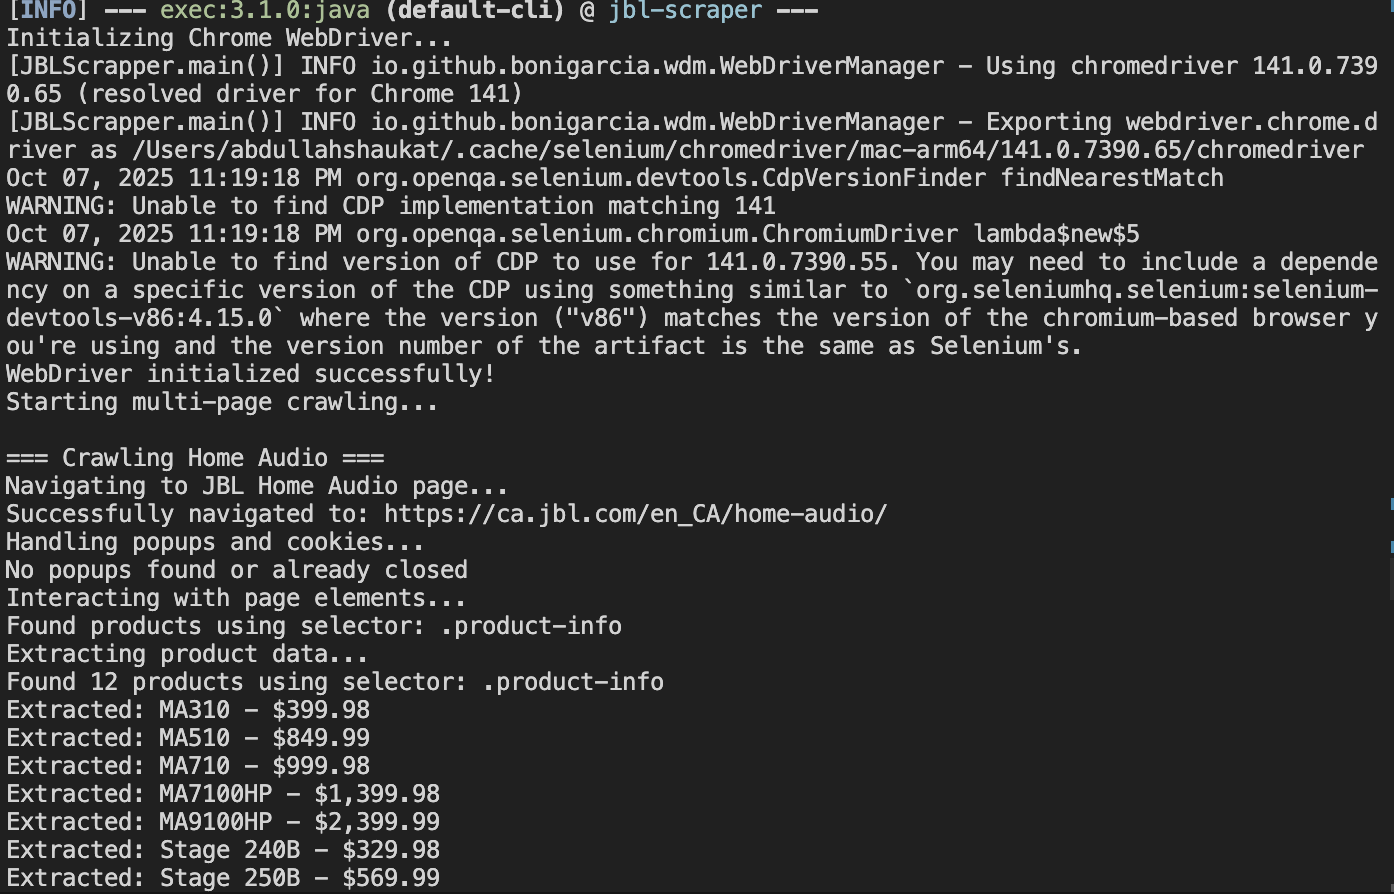 [INFO] --- exec:3.1.0:java (default-cli) @ jbl-scraper ---
Initializing Chrome WebDriver...
[JBLScrapper.main()] INFO io.github.bonigarcia.wdm.WebDriverManager - Using chromedriver 141.0.739
0.65 (resolved driver for Chrome 141)
[JBLScrapper.main()] INFO io.github.bonigarcia.wdm.WebDriverManager - Exporting webdriver.chrome.d
river as /Users/abdullahshaukat/.cache/selenium/chromedriver/mac-arm64/141.0.7390.65/chromedriver
Oct 07, 2025 11:19:18 PM org.openqa.selenium.devtools.CdpVersionFinder findNearestMatch
WARNING: Unable to find CDP implementation matching 141
Oct 07, 2025 11:19:18 PM org.openqa.selenium.chromium.ChromiumDriver lambda$new$5
WARNING: Unable to find version of CDP to use for 141.0.7390.55. You may need to include a depende
ncy on a specific version of the CDP using something similar to `org.seleniumhq.selenium:selenium-
devtools-v86:4.15.0` where the version ("v86") matches the version of the chromium-based browser y
ou're using and the version number of the artifact is the same as Selenium's.
WebDriver initialized successfully!
Starting multi-page crawling...
=== Crawling Home Audio ===
Navigating to JBL Home Audio page...
Successfully navigated to: https://ca.jbl.com/en_CA/home-audio/
Handling popups and cookies...
No popups found or already closed
Interacting with page elements...
Found products using selector: .product-info
Extracting product data...
Found 12 products using selector: .product-info
Extracted: MA310 - $399.98
Extracted: MA510 - $849.99
Extracted: MA710 - $999.98
Extracted: MA7100HP - $1,399.98
Extracted: MA9100HP - $2,399.99
Extracted: Stage 240B - $329.98
Extracted: Stage 250B - $569.99